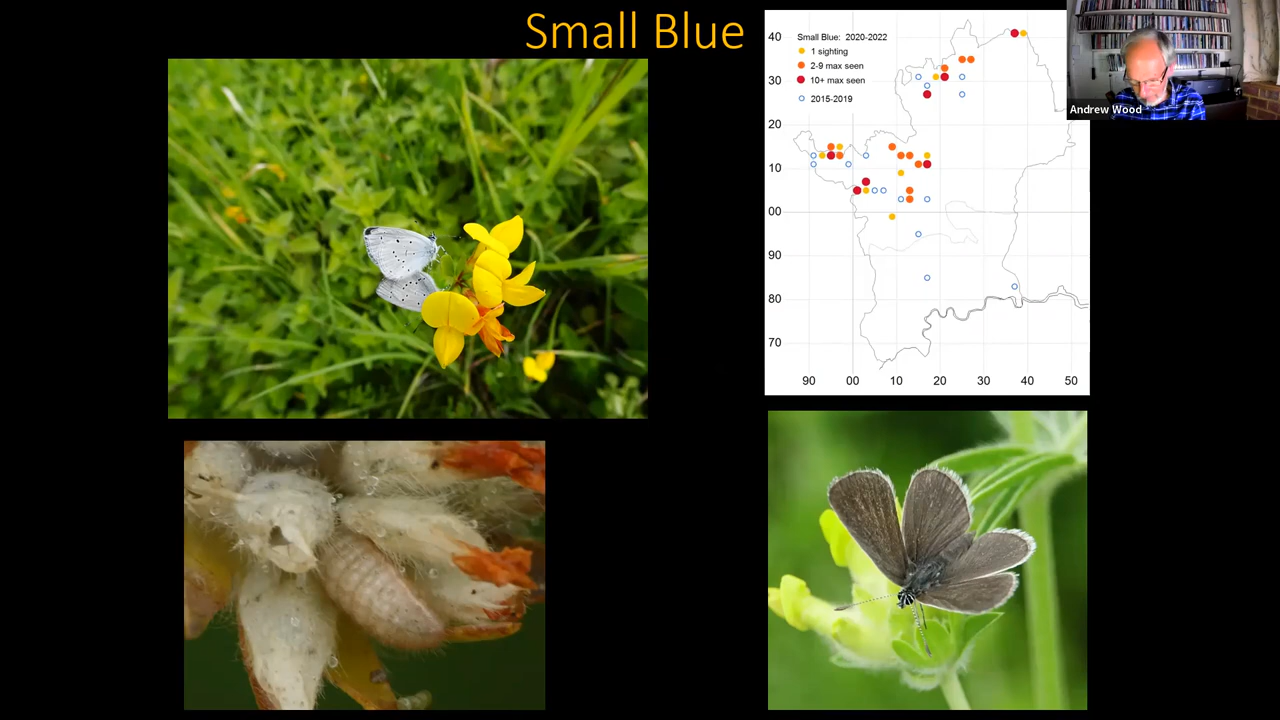 Small Blue
Small Blue: 2020-2022
1 sighting
2-9 max seen
10+ max seen
2015-2019
40
30
20
10
00
90
80
70
90 00 10 20 30 40 50
Andrew Wood